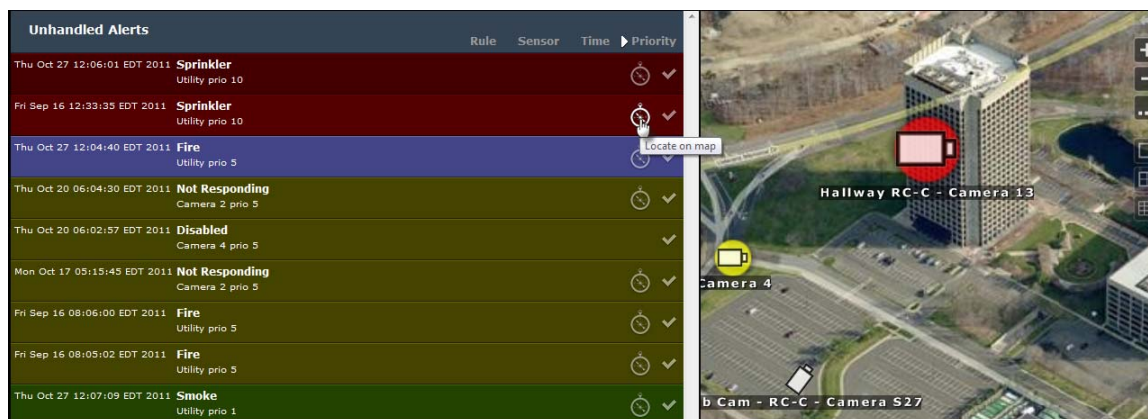 Unhandled Alerts
Rule Sensor Time Priority
Thu Oct 27 12:06:01 EDT 2011 Sprinkler
Utility prio 10
Fri Sep 16 12:33:35 EDT 2011 Sprinkler
Utility prio 10
Locate on map
Thu Oct 27 12:04:40 EDT 2011 Fire
Utility prio 5
Thu Oct 20 06:04:30 EDT 2011 Not Responding
Camera 2 prio 5
Thu Oct 20 06:02:57 EDT 2011 Disabled
Camera 4 prio 5
Mon Oct 17 05:15:45 EDT 2011 Not Responding
Camera 2 prio 5
Fri Sep 16 08:06:00 EDT 2011 Fire
Utility prio 5
Fri Sep 16 08:05:02 EDT 2011 Fire
Utility prio 5
Thu Oct 27 12:07:09 EDT 2011 Smoke
Utility prio 1
Hallway RC-C - Camera 13
Camera 4
b Cam - RC-C - Camera S27